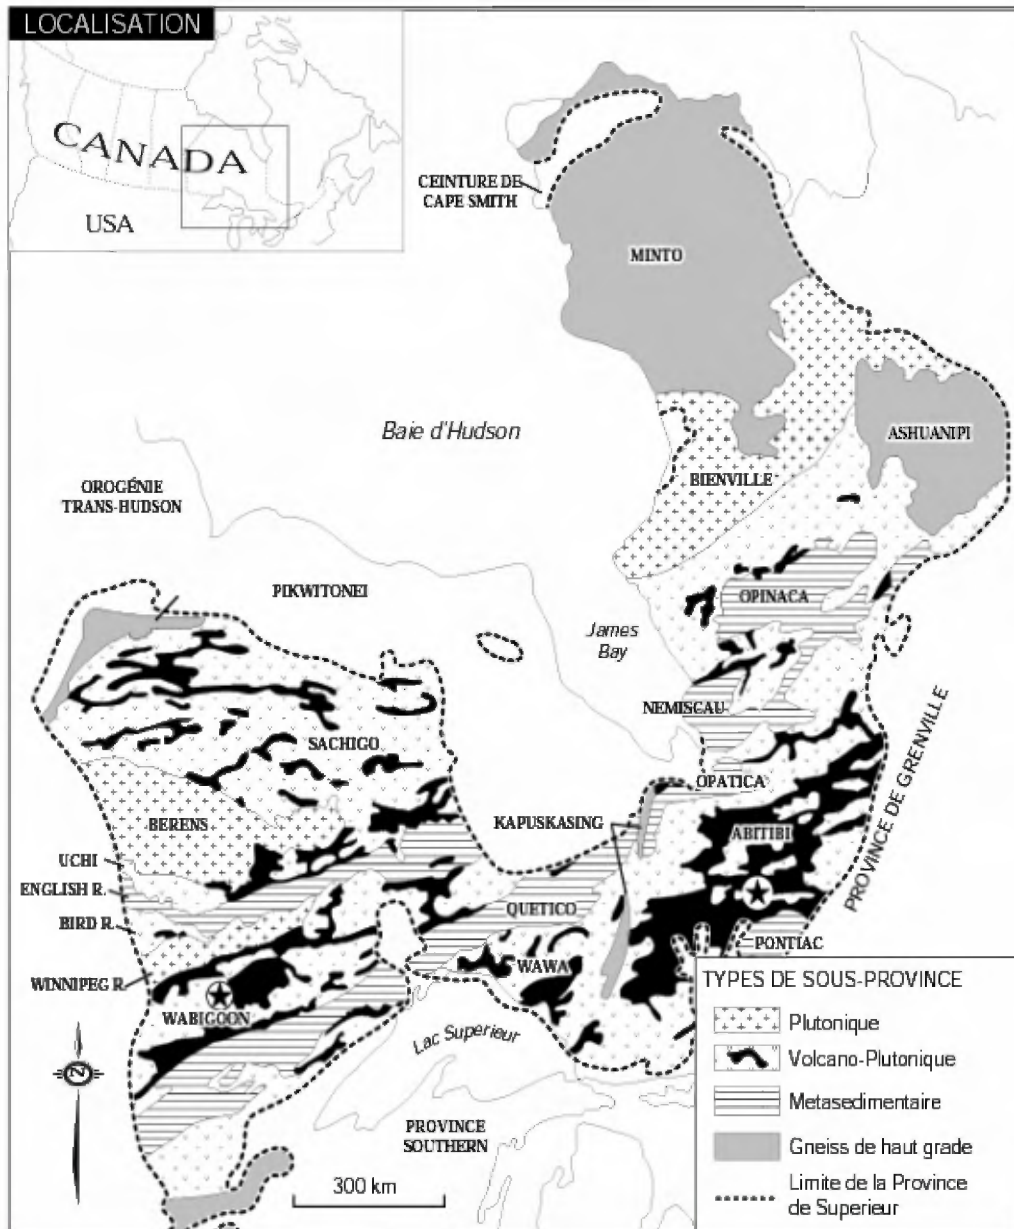 LOCALISATION
CANADA
USA
CEINTURE DE
CAPE SMITH
MINTO
Baie d'Hudson
ASHUANIPI
BIENVILLE
OROGÉNIE
TRANS-HUDSON
PIKWITONEI
OPINACA
James
Bay
NEMISCAU
SACHIGO
OPATICA
PROVINCE DE GRENVILLE
BERENS
KAPUSKASING
ABITIBI
UCHI
ENGLISH R.
QUETICO
BIRD R.
PONTIAC
WAWA
WINNIPEG R.
WABIGOON
Lac Superieur
N
PROVINCE
SOUTHERN
300 km
TYPES DE SOUS-PROVINCE
Plutonique
Volcano-Plutonique
Metasedimentaire
Gneiss de haut grade
Limite de la Province
de Superieur